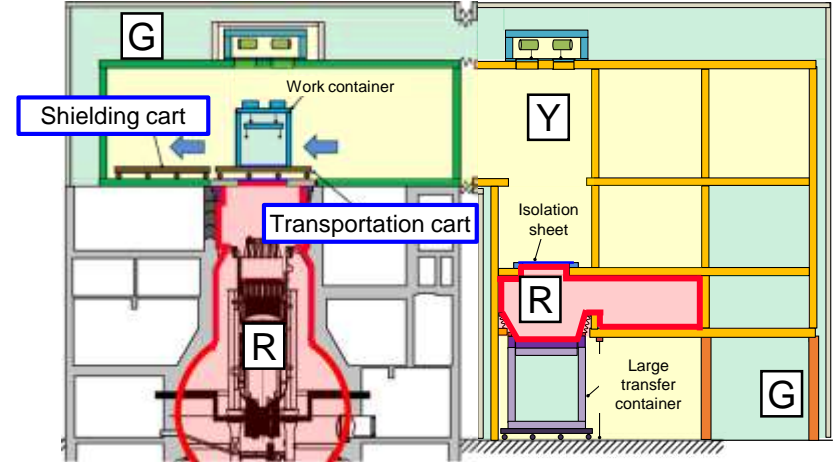 G
Work container
Shielding cart
Y
Isolation
sheet
Transportation cart
R
R
Large
transfer
container
G